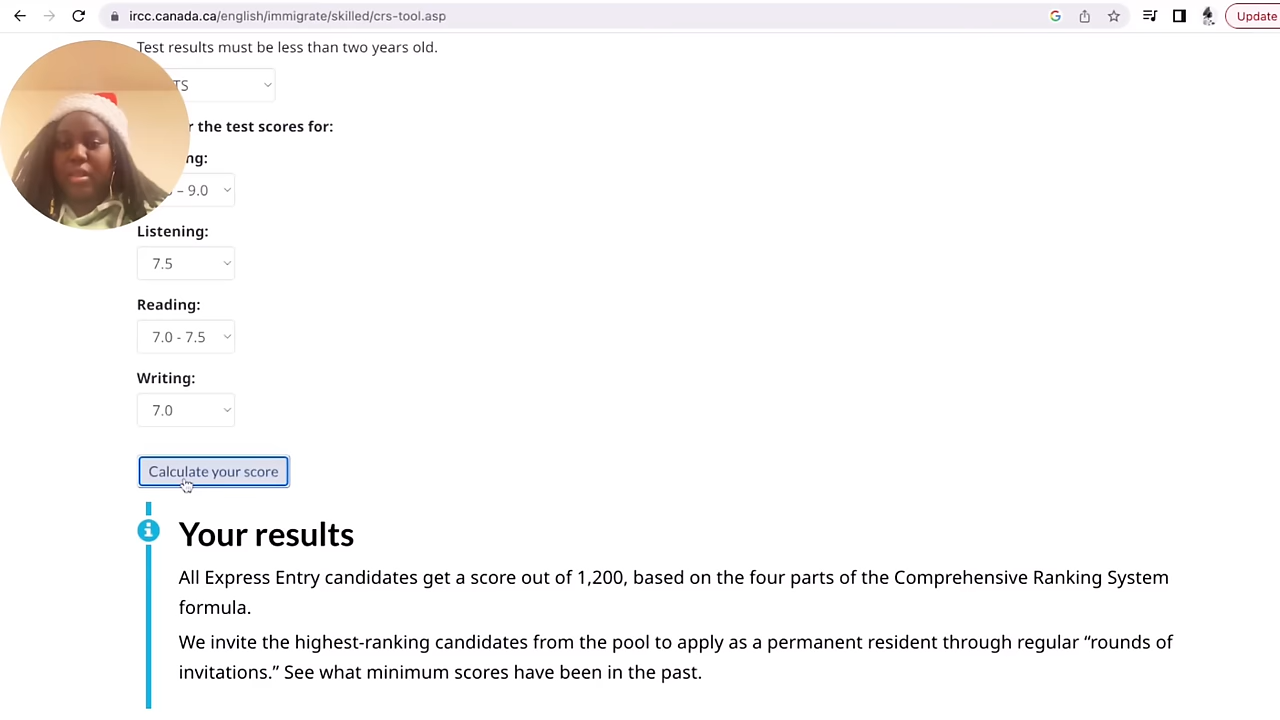 ircc.canada.ca/english/immigrate/skilled/crs-tool.asp
Update
Test results must be less than two years old.
TS
the test scores for:
– 9.0
Listening:
7.5
Reading:
7.0 - 7.5
Writing:
7.0
Calculate your score
Your results
All Express Entry candidates get a score out of 1,200, based on the four parts of the Comprehensive Ranking System
formula.
We invite the highest-ranking candidates from the pool to apply as a permanent resident through regular “rounds of
invitations.” See what minimum scores have been in the past.